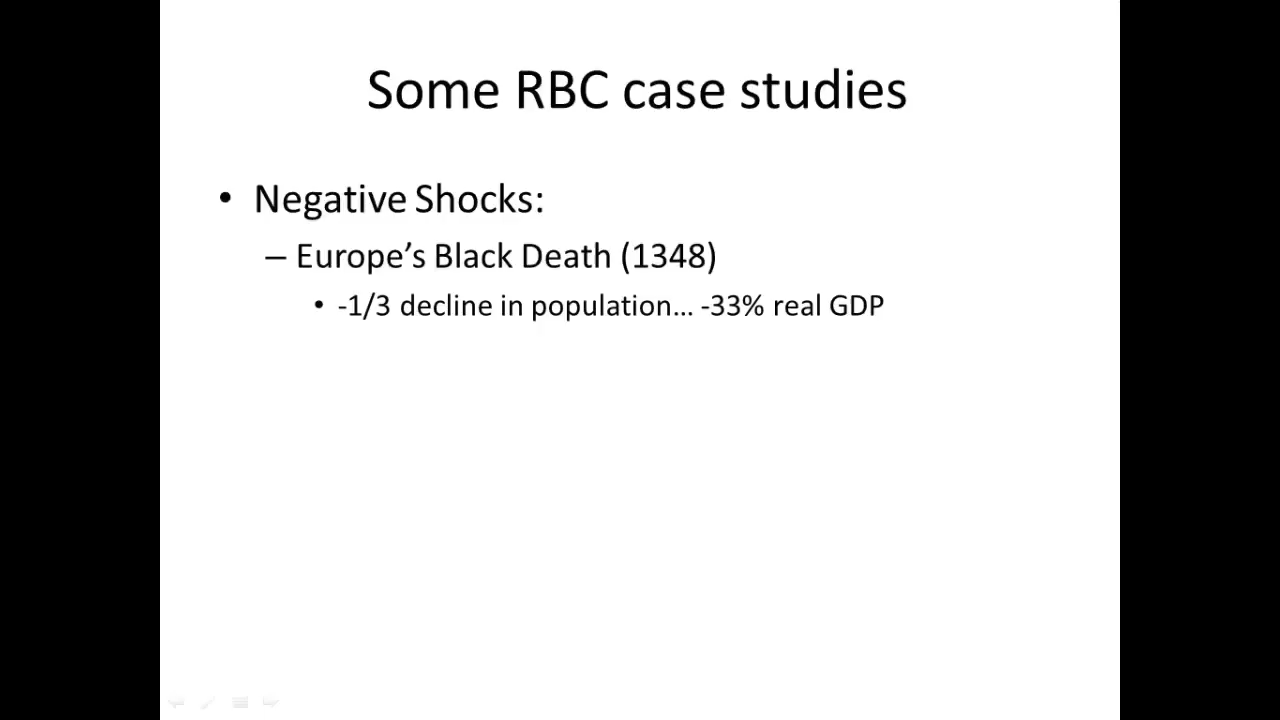 Some RBC case studies
• Negative Shocks:
– Europe’s Black Death (1348)
• -1/3 decline in population… -33% real GDP